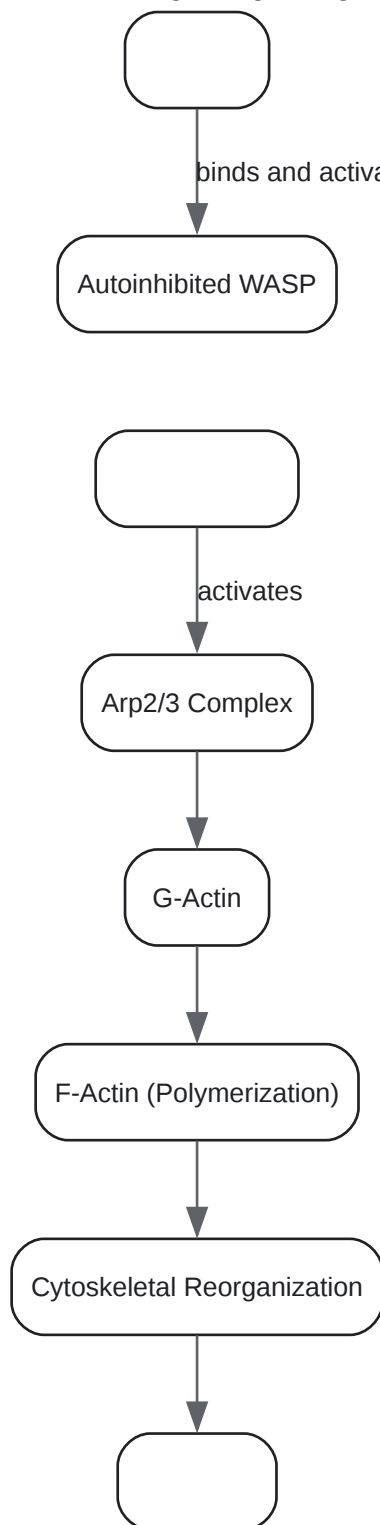 binds and activa
Autoinhibited WASP
activates
Arp2/3 Complex
G-Actin
F-Actin (Polymerization)
Cytoskeletal Reorganization